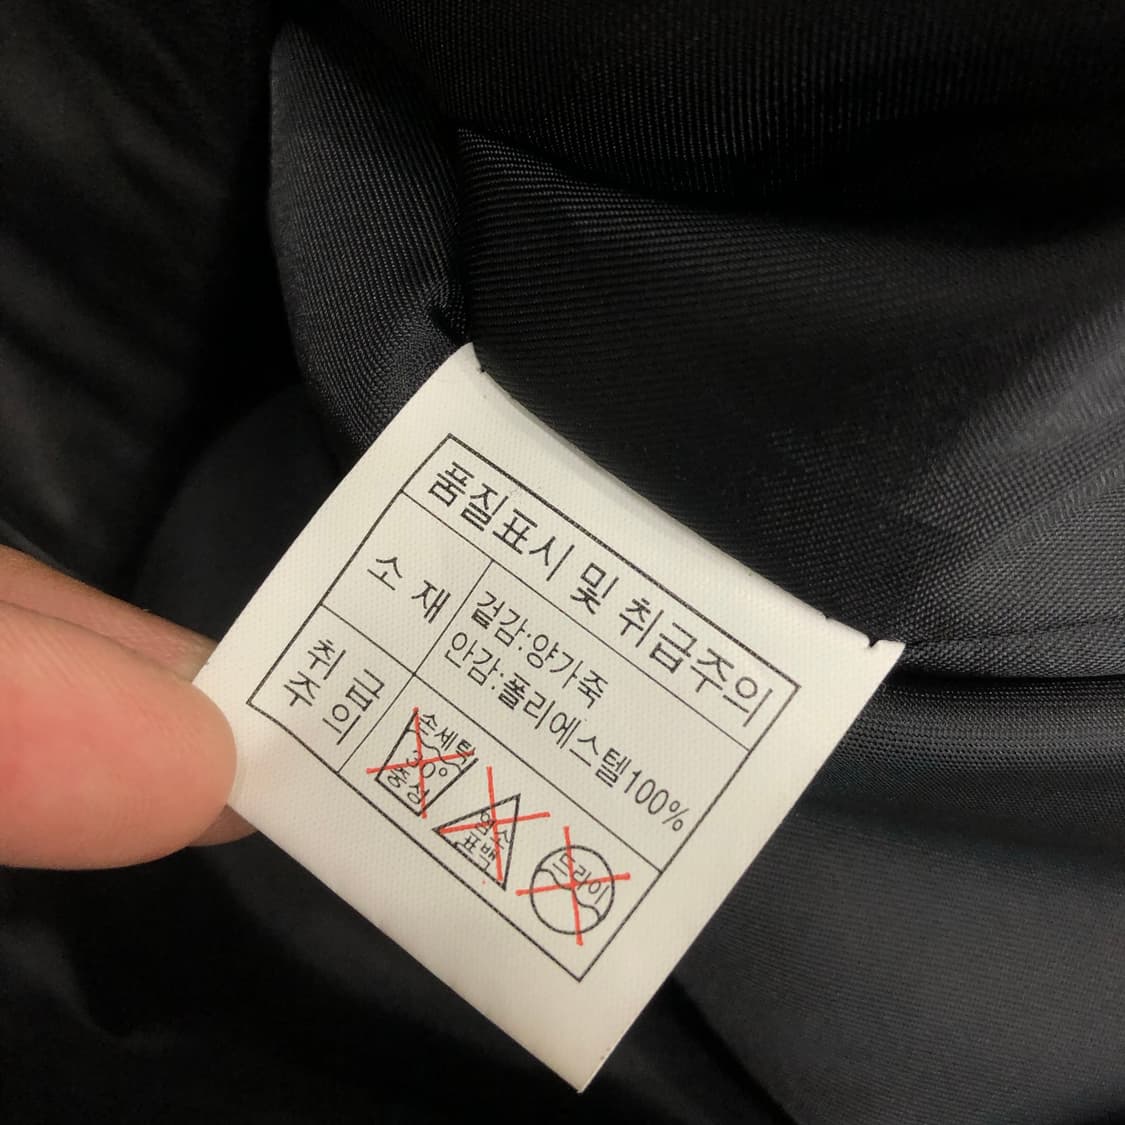 품질표시 및 취급주의
소 재
겉감:양가죽
안감:폴리에스텔100%
취 급
주 의
손세탁
30°
중성
염소
표백
드라이